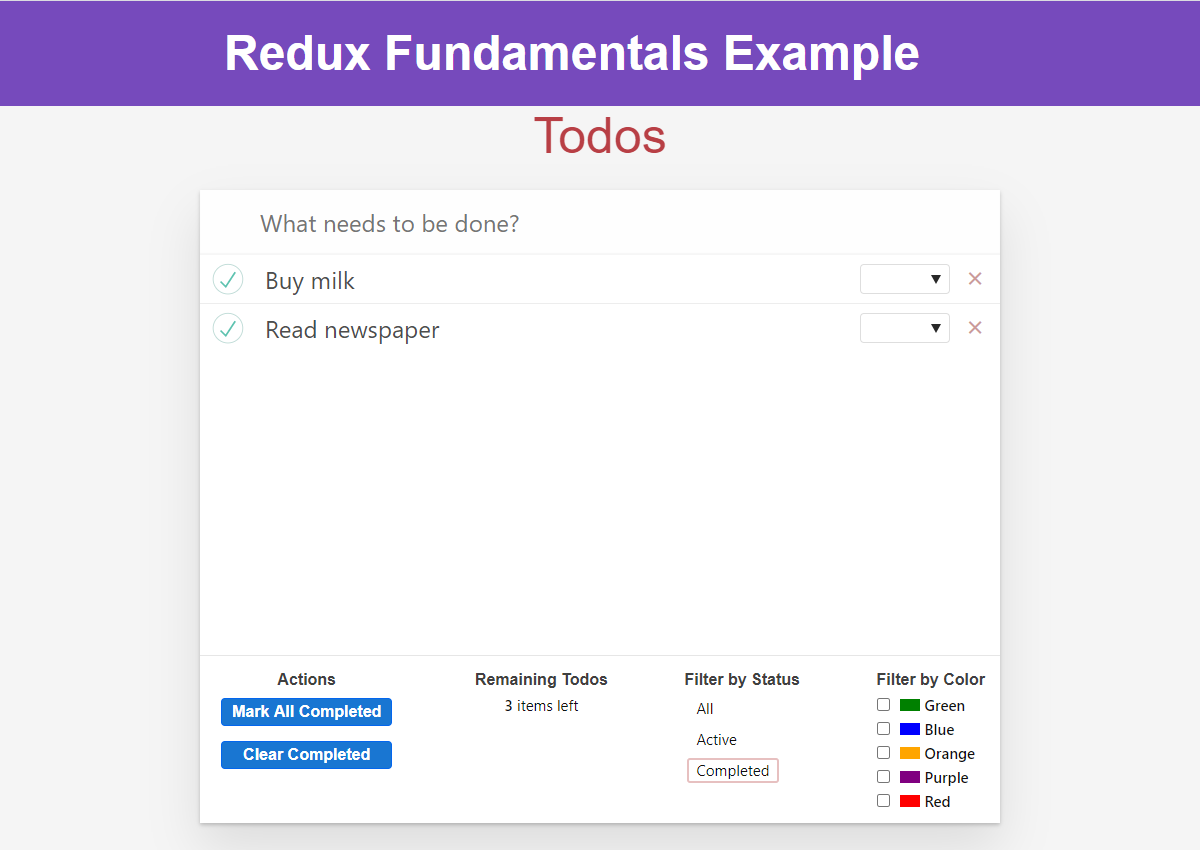 Redux Fundamentals Example
Todos
What needs to be done?
Buy milk
Read newspaper
Actions
Mark All Completed
Clear Completed
Remaining Todos
3 items left
Filter by Status
All
Active
Completed
Filter by Color
Green
Blue
Orange
Purple
Red